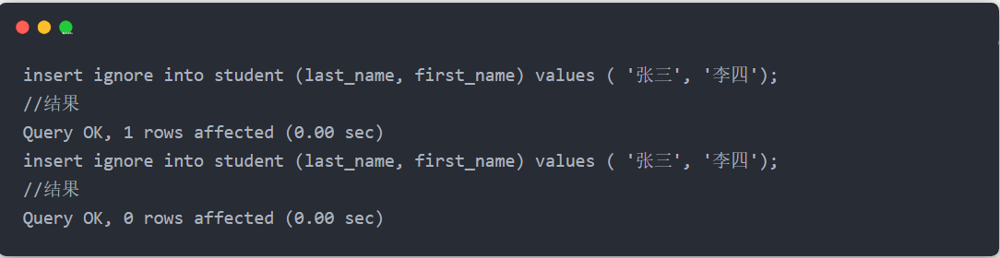 insert ignore into student (last_name, first_name) values ( '张三', '李四');
//结果
Query OK, 1 rows affected (0.00 sec)
insert ignore into student (last_name, first_name) values ( '张三', '李四');
//结果
Query OK, 0 rows affected (0.00 sec)